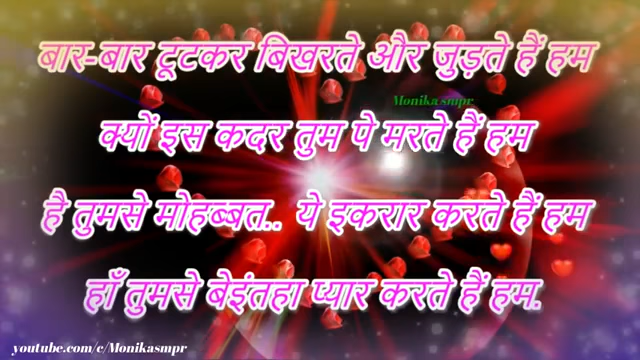 बार-बार टूटकर बिखरते और जुड़ते हैं हम
Monika smpr
क्यों इस कदर तुम पे मरते हैं हम
है तुमसे मोहब्बत.. ये इकरार करते हैं हम
हाँ तुमसे बेइंतहा प्यार करते हैं हम.
youtube.com/c/Monikasmpr